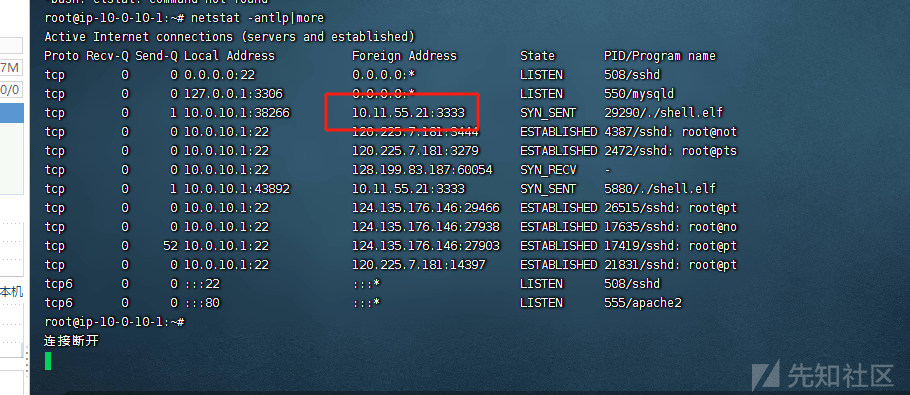 -bash: etstat: command not found
root@ip-10-0-10-1:~# netstat -antlp|more
Active Internet connections (servers and established)
Proto Recv-Q Send-Q Local Address Foreign Address State PID/Program name
tcp 0 0 0.0.0.0:22 0.0.0.0:* LISTEN 508/sshd
tcp 0 0 127.0.0.1:3306 0.0.0.0:* LISTEN 550/mysqld
tcp 0 1 10.0.10.1:38266 10.11.55.21:3333 SYN_SENT 29290/./shell.elf
tcp 0 0 10.0.10.1:22 120.225.7.181:3444 ESTABLISHED 4387/sshd: root@not
tcp 0 0 10.0.10.1:22 120.225.7.181:3279 ESTABLISHED 2472/sshd: root@pts
tcp 0 0 10.0.10.1:22 128.199.83.187:60054 SYN_RECV -
tcp 0 1 10.0.10.1:43892 10.11.55.21:3333 SYN_SENT 5880/./shell.elf
tcp 0 0 10.0.10.1:22 124.135.176.146:29466 ESTABLISHED 26515/sshd: root@pt
tcp 0 0 10.0.10.1:22 124.135.176.146:27938 ESTABLISHED 17635/sshd: root@no
tcp 0 52 10.0.10.1:22 124.135.176.146:27903 ESTABLISHED 17419/sshd: root@pt
tcp 0 0 10.0.10.1:22 120.225.7.181:14397 ESTABLISHED 21831/sshd: root@pt
tcp6 0 0 :::22 :::* LISTEN 508/sshd
tcp6 0 0 :::80 :::* LISTEN 555/apache2
root@ip-10-0-10-1:~#
连接断开
7M
0/0
本机
先知社区